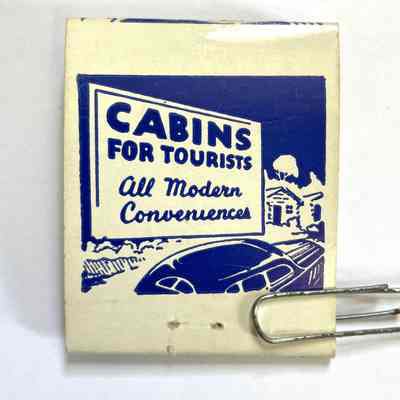 CABINS
FOR TOURISTS
All Modern
Conveniences